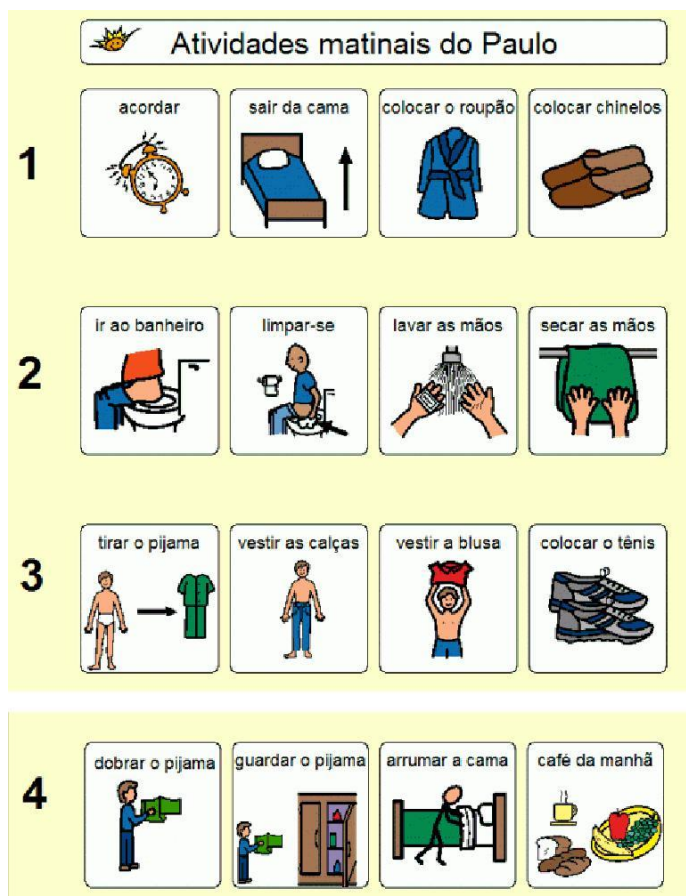 Atividades matinais do Paulo
1
acordar
sair da cama
colocar o roupão
colocar chinelos
2
ir ao banheiro
limpar-se
lavar as mãos
secar as mãos
3
tirar o pijama
vestir as calças
vestir a blusa
colocar o tênis
4
dobrar o pijama
guardar o pijama
arrumar a cama
café da manhã